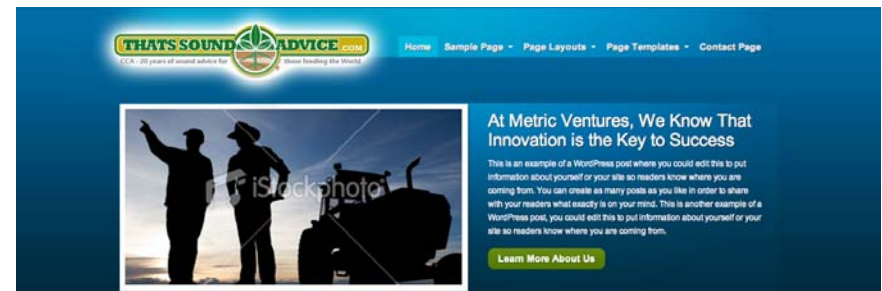 THATS SOUND ADVICE.COM
CCA - 20 years of sound advice for those feeding the World
Home Sample Page Page Layouts Page Templates Contact Page
At Metric Ventures, We Know That
Innovation is the Key to Success
This is an example of a WordPress post where you could edit this to put
information about yourself or your site so readers know where you are
coming from. You can create as many posts as you like in order to share
with your readers what exactly is on your mind. This is another example of a
WordPress post, you could edit this to put information about yourself or your
site so readers know where you are coming from.
iStockphoto
Learn More About Us